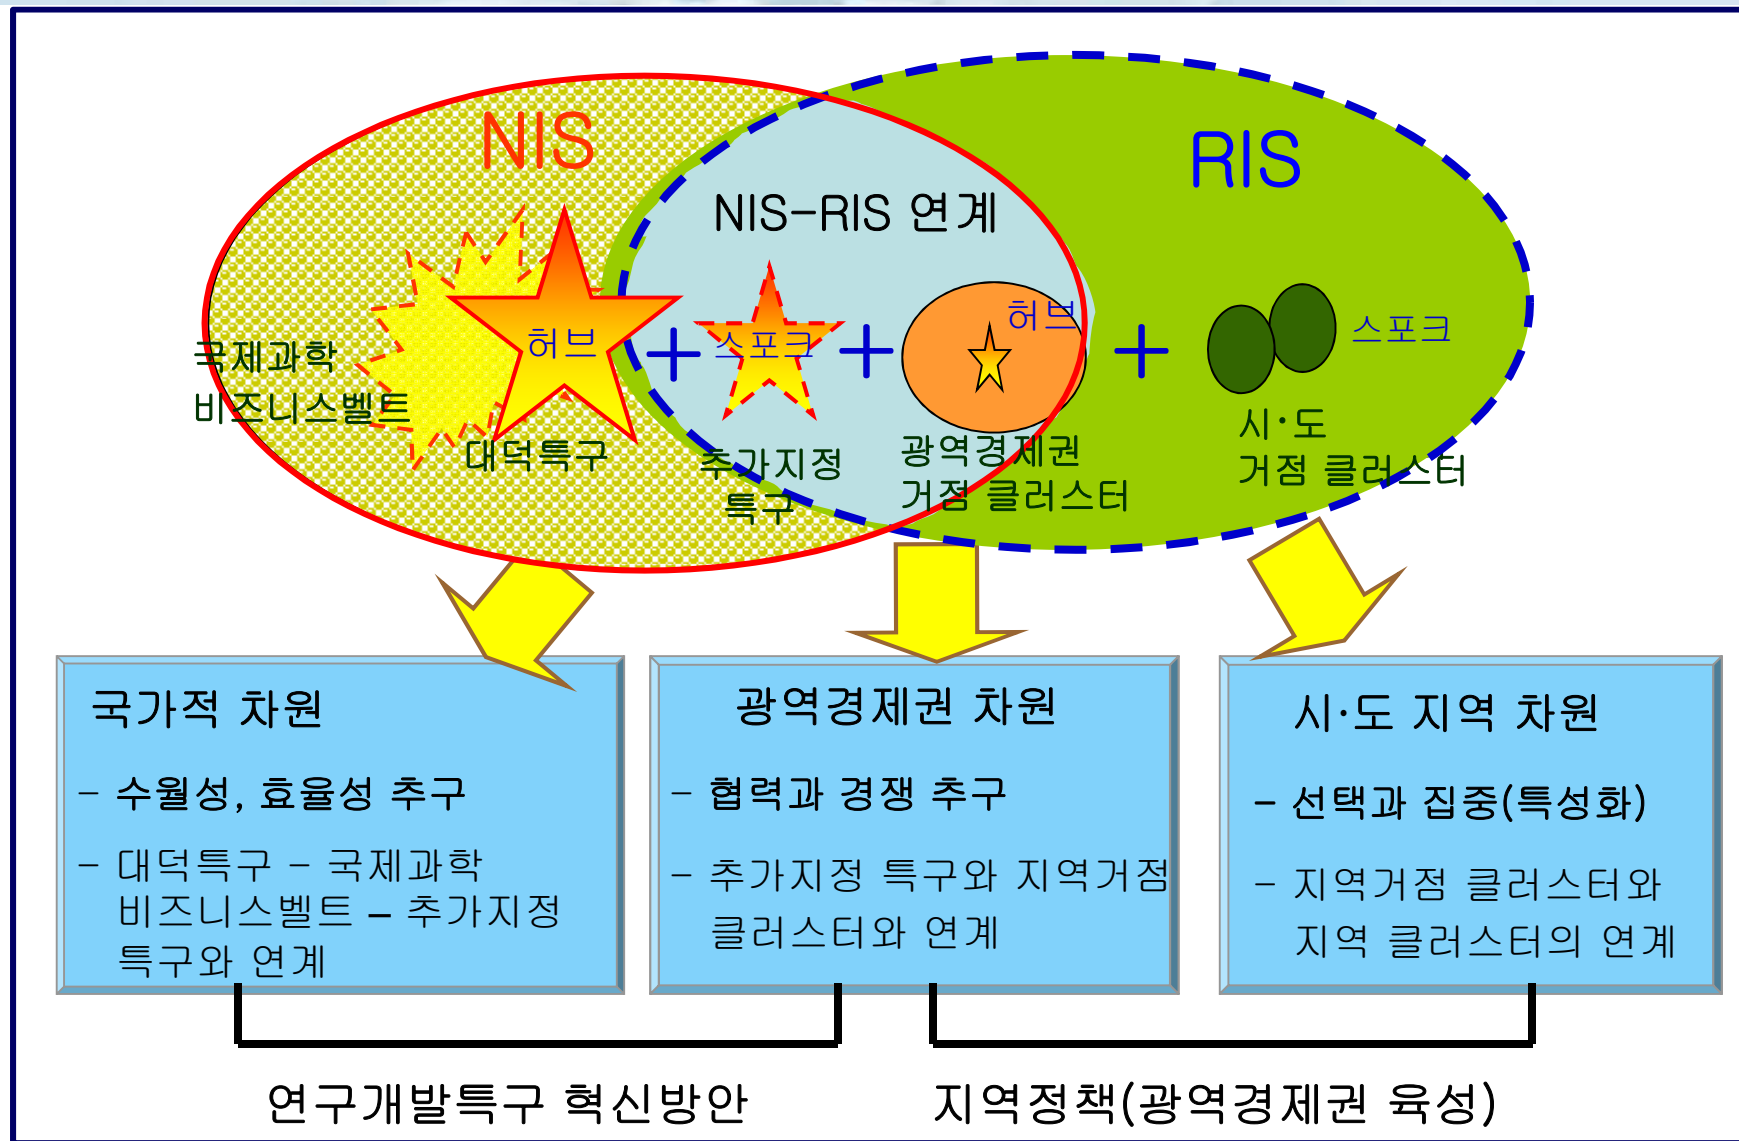 NIS
RIS
NIS-RIS 연계
허브
스포크
허브
스포크
국제과학
비즈니스벨트
대덕특구
추가지정
특구
광역경제권
거점 클러스터
시·도
거점 클러스터
국가적 차원
- 수월성, 효율성 추구
- 대덕특구 - 국제과학
비즈니스벨트 – 추가지정
특구와 연계
광역경제권 차원
- 협력과 경쟁 추구
- 추가지정 특구와 지역거점
클러스터와 연계
시·도 지역 차원
- 선택과 집중(특성화)
- 지역거점 클러스터와
지역 클러스터의 연계
연구개발특구 혁신방안
지역정책(광역경제권 육성)